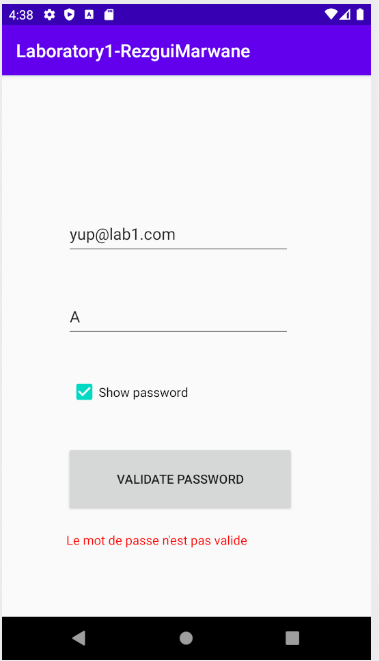 4:38
Laboratory1-RezguiMarwane
yup@lab1.com
A
Show password
VALIDATE PASSWORD
Le mot de passe n'est pas valide